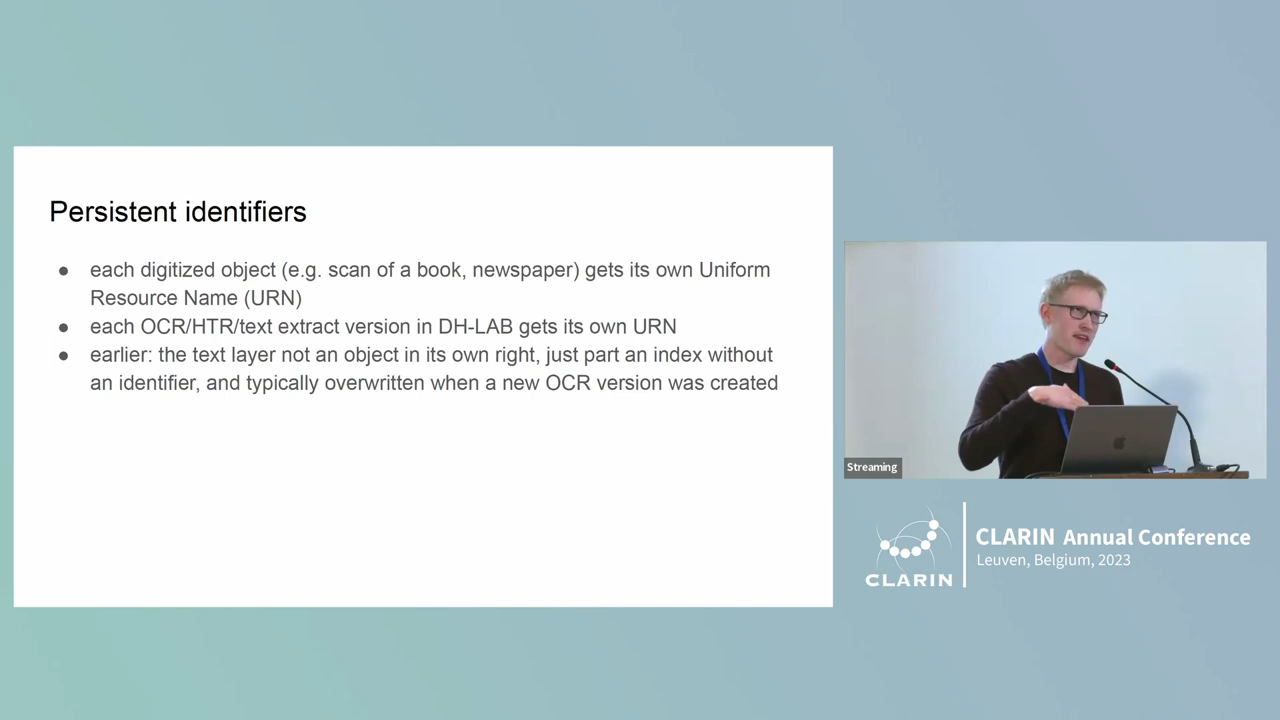 Persistent identifiers
● each digitized object (e.g. scan of a book, newspaper) gets its own Uniform
Resource Name (URN)
● each OCR/HTR/text extract version in DH-LAB gets its own URN
● earlier: the text layer not an object in its own right, just part an index without
an identifier, and typically overwritten when a new OCR version was created
Streaming
CLARIN
CLARIN Annual Conference
Leuven, Belgium, 2023